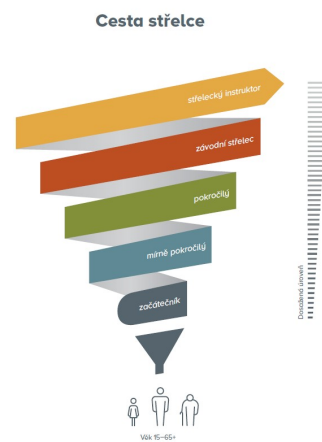 Cesta střelce
střelecký instruktor
závodní střelec
pokročilý
mírně pokročilý
začátečník
Dosažená úroveň
Věk 15–65+